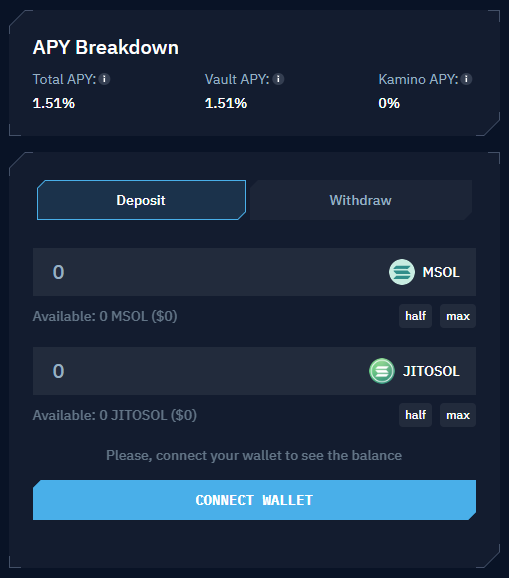 APY Breakdown
Total APY: i Vault APY: i Kamino APY: i
1.51% 1.51% 0%
Deposit Withdraw
0 MSOL
Available: 0 MSOL ($0) half max
0 JITOSOL
Available: 0 JITOSOL ($0) half max
Please, connect your wallet to see the balance
CONNECT WALLET